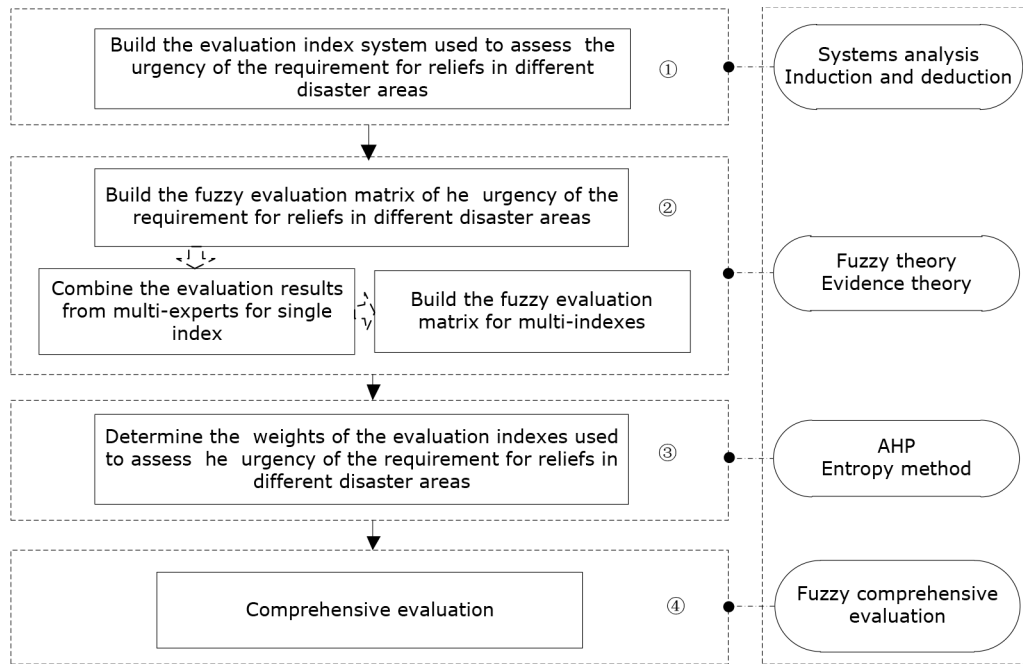 Build the evaluation index system used to assess the
urgency of the requirement for reliefs in different
disaster areas
①
Systems analysis
Induction and deduction
Build the fuzzy evaluation matrix of he urgency of the
requirement for reliefs in different disaster areas
②
Combine the evaluation results
from multi-experts for single
index
Build the fuzzy evaluation
matrix for multi-indexes
Fuzzy theory
Evidence theory
Determine the weights of the evaluation indexes used
to assess he urgency of the requirement for reliefs in
different disaster areas
③
AHP
Entropy method
Comprehensive evaluation
④
Fuzzy comprehensive
evaluation